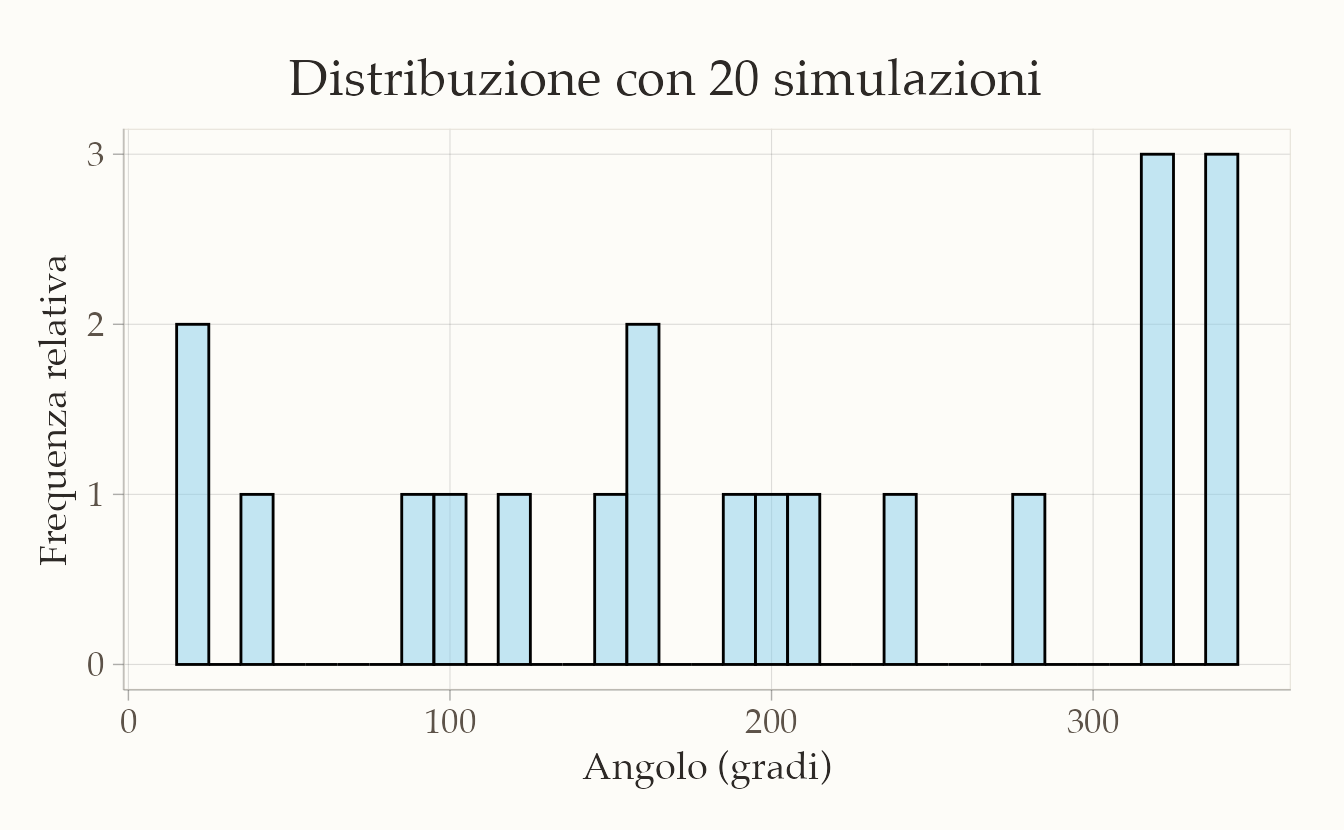 Distribuzione con 20 simulazioni
Frequenza relativa
3
2
1
0
0 100 200 300
Angolo (gradi)